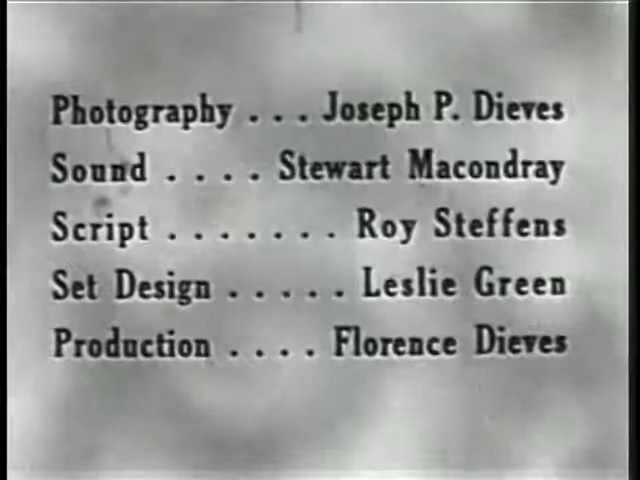 Photography . . . Joseph P. Dieves
Sound . . . . Stewart Macondray
Script . . . . . . . Roy Steffens
Set Design . . . . . Leslie Green
Production . . . . Florence Dieves